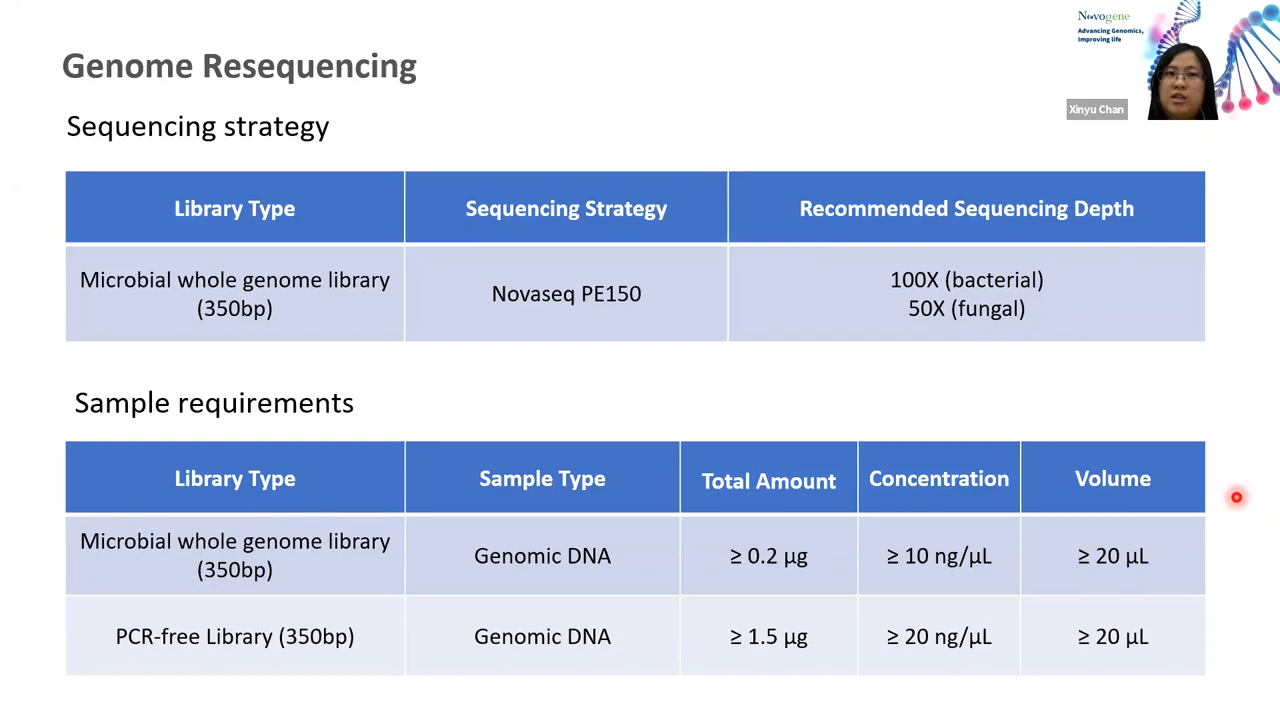 Novogene
Advancing Genomics,
Improving life
Xinyu Chan
Genome Resequencing
Sequencing strategy
Library Type Sequencing Strategy Recommended Sequencing Depth
Microbial whole genome library
(350bp)
Novaseq PE150
100X (bacterial)
50X (fungal)
Sample requirements
Library Type Sample Type Total Amount Concentration Volume
Microbial whole genome library
(350bp)
Genomic DNA ≥ 0.2 μg ≥ 10 ng/μL ≥ 20 μL
PCR-free Library (350bp) Genomic DNA ≥ 1.5 μg ≥ 20 ng/μL ≥ 20 μL